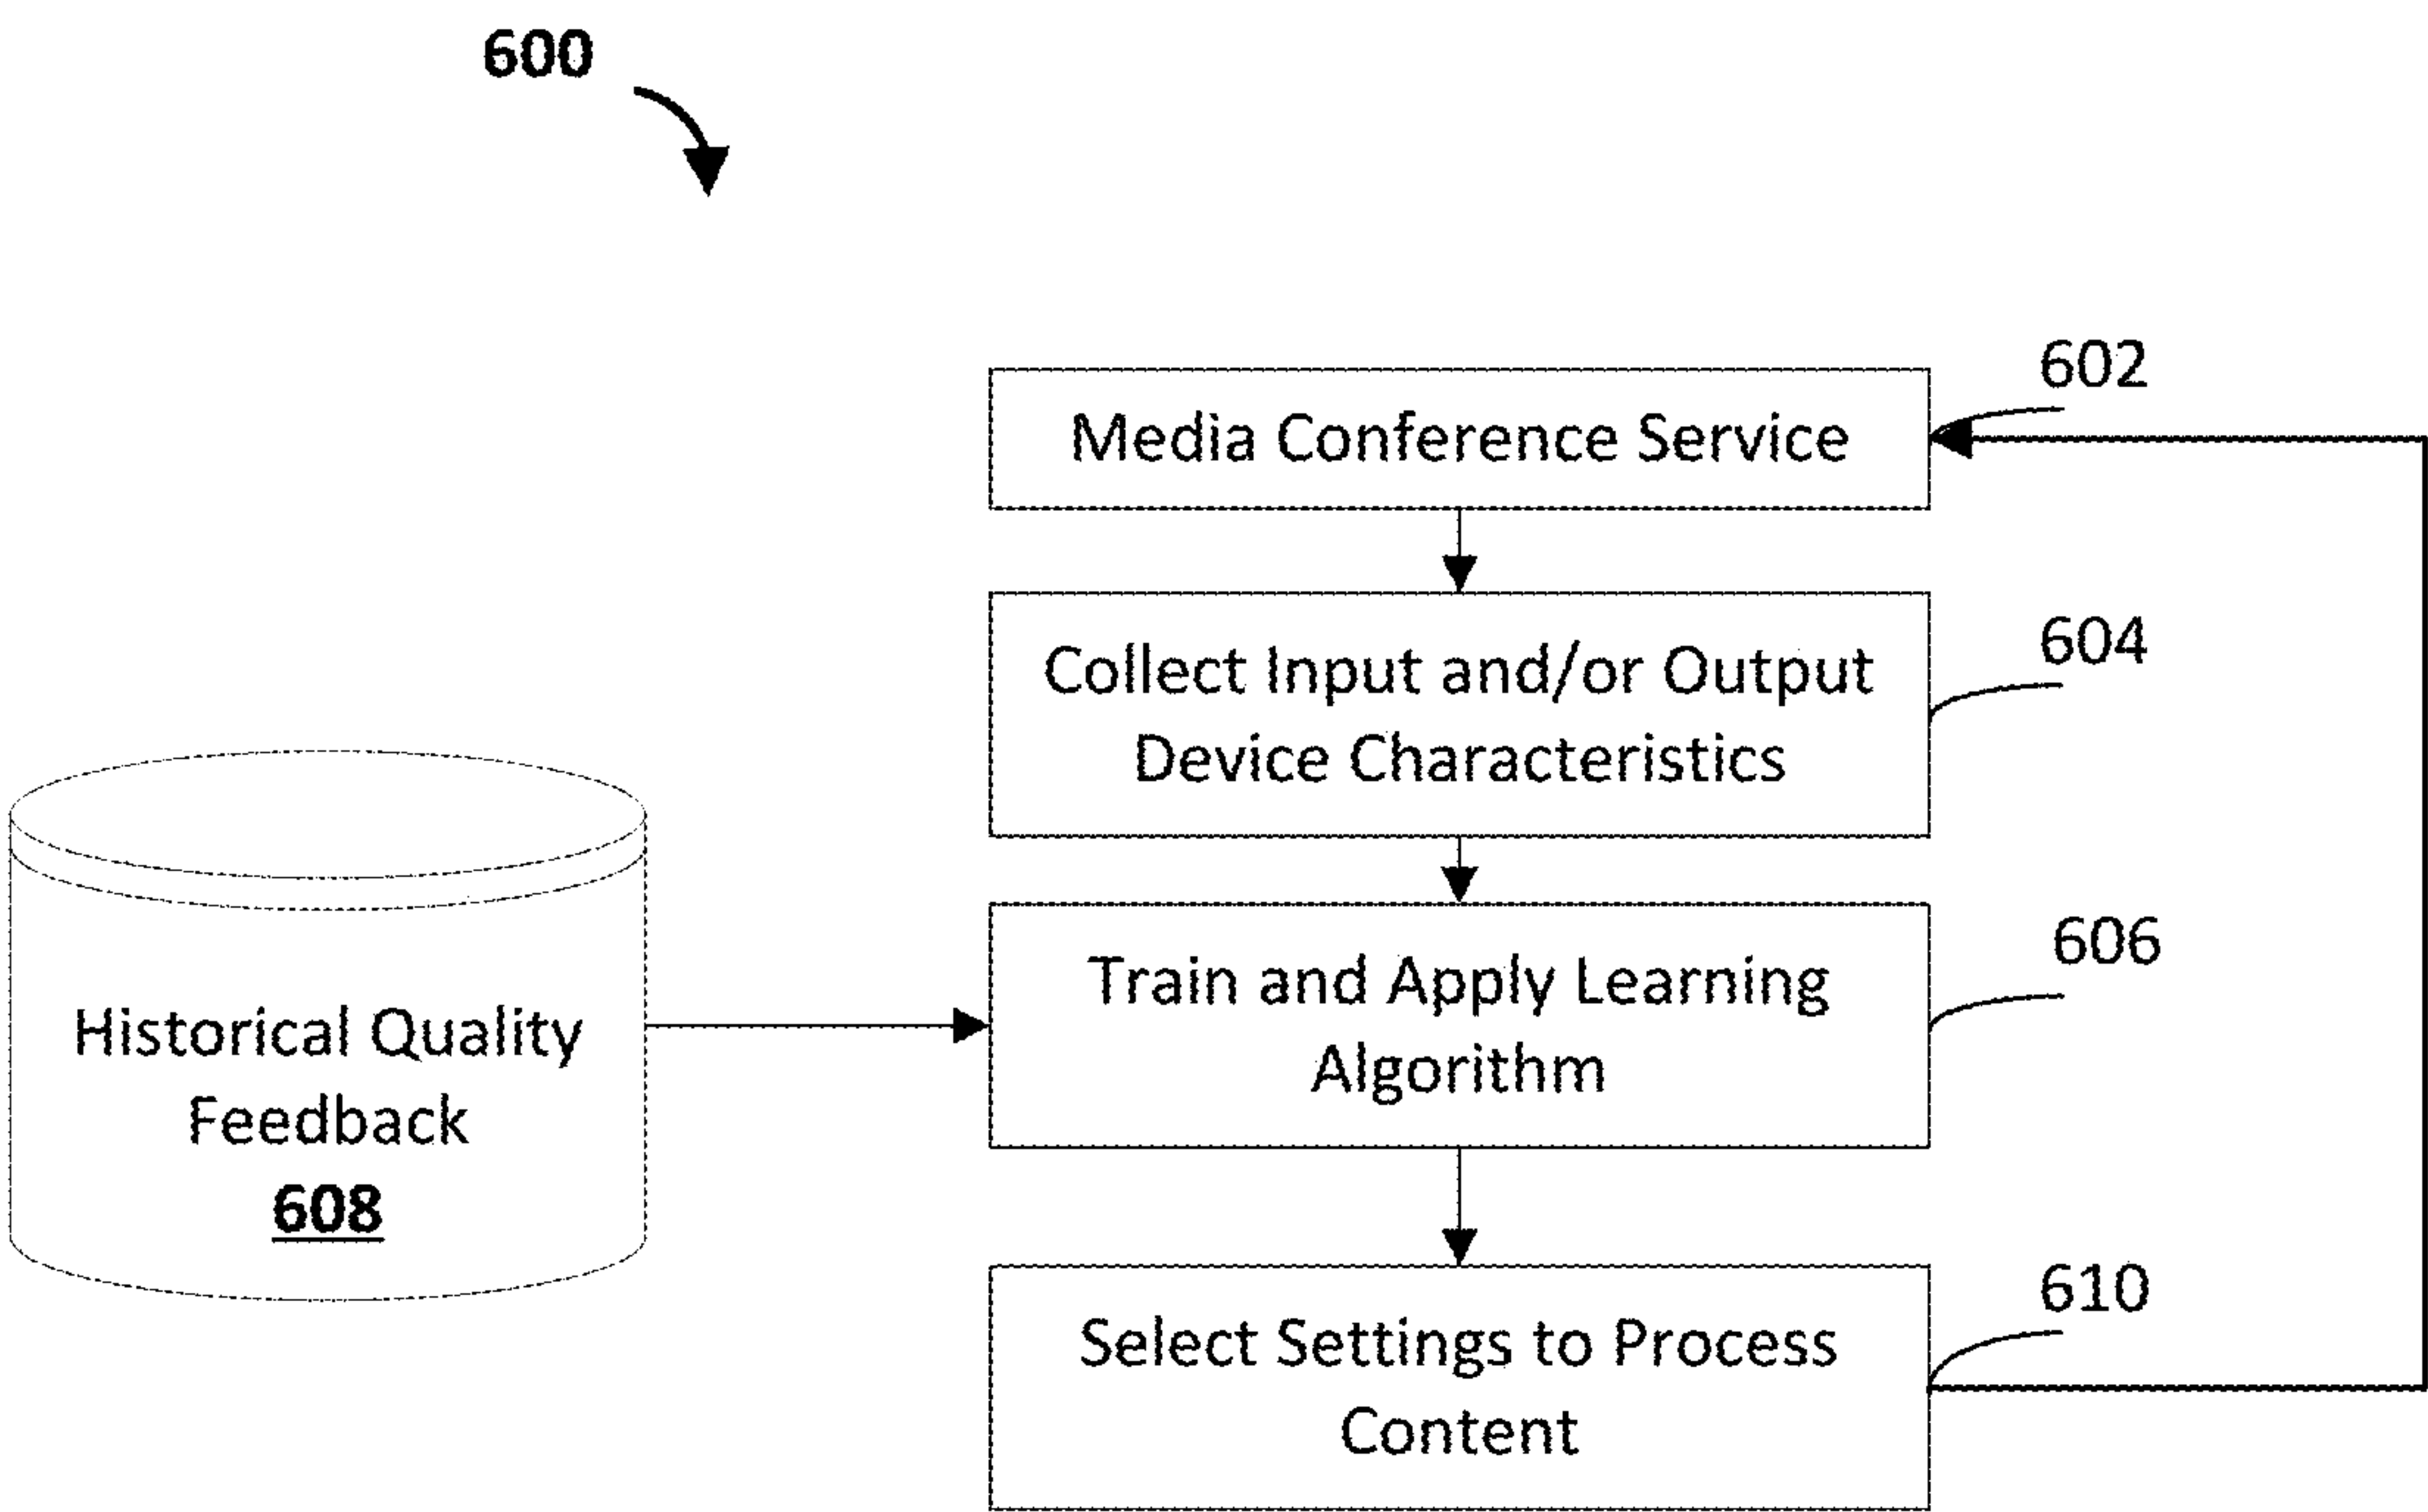 600
602
Media Conference Service
604
Collect Input and/or Output
Device Characteristics
606
Train and Apply Learning
Algorithm
Historical Quality
Feedback
608
610
Select Settings to Process
Content